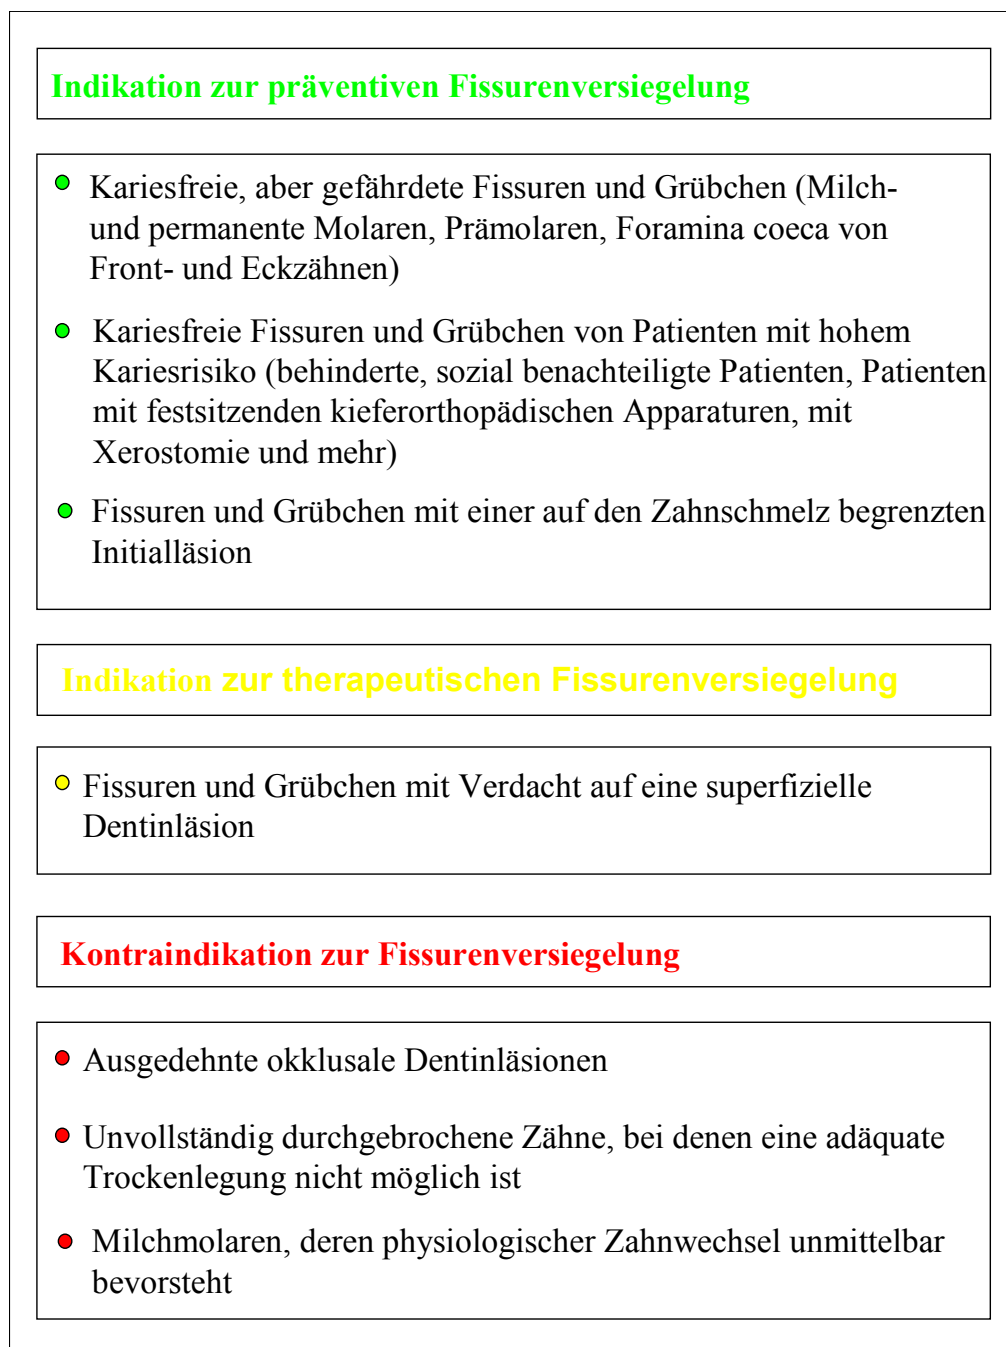 Indikation zur präventiven Fissurenversiegelung
Kariesfreie, aber gefährdete Fissuren und Grübchen (Milch-
und permanente Molaren, Prämolaren, Foramina coeca von
Front- und Eckzähnen)
Kariesfreie Fissuren und Grübchen von Patienten mit hohem
Kariesrisiko (behinderte, sozial benachteiligte Patienten, Patienten
mit festsitzenden kieferorthopädischen Apparaturen, mit
Xerostomie und mehr)
Fissuren und Grübchen mit einer auf den Zahnschmelz begrenzten
Initialläsion
Indikation zur therapeutischen Fissurenversiegelung
Fissuren und Grübchen mit Verdacht auf eine superfizielle
Dentinläsion
Kontraindikation zur Fissurenversiegelung
Ausgedehnte okklusale Dentinläsionen
Unvollständig durchgebrochene Zähne, bei denen eine adäquate
Trockenlegung nicht möglich ist
Milchmolaren, deren physiologischer Zahnwechsel unmittelbar
bevorsteht